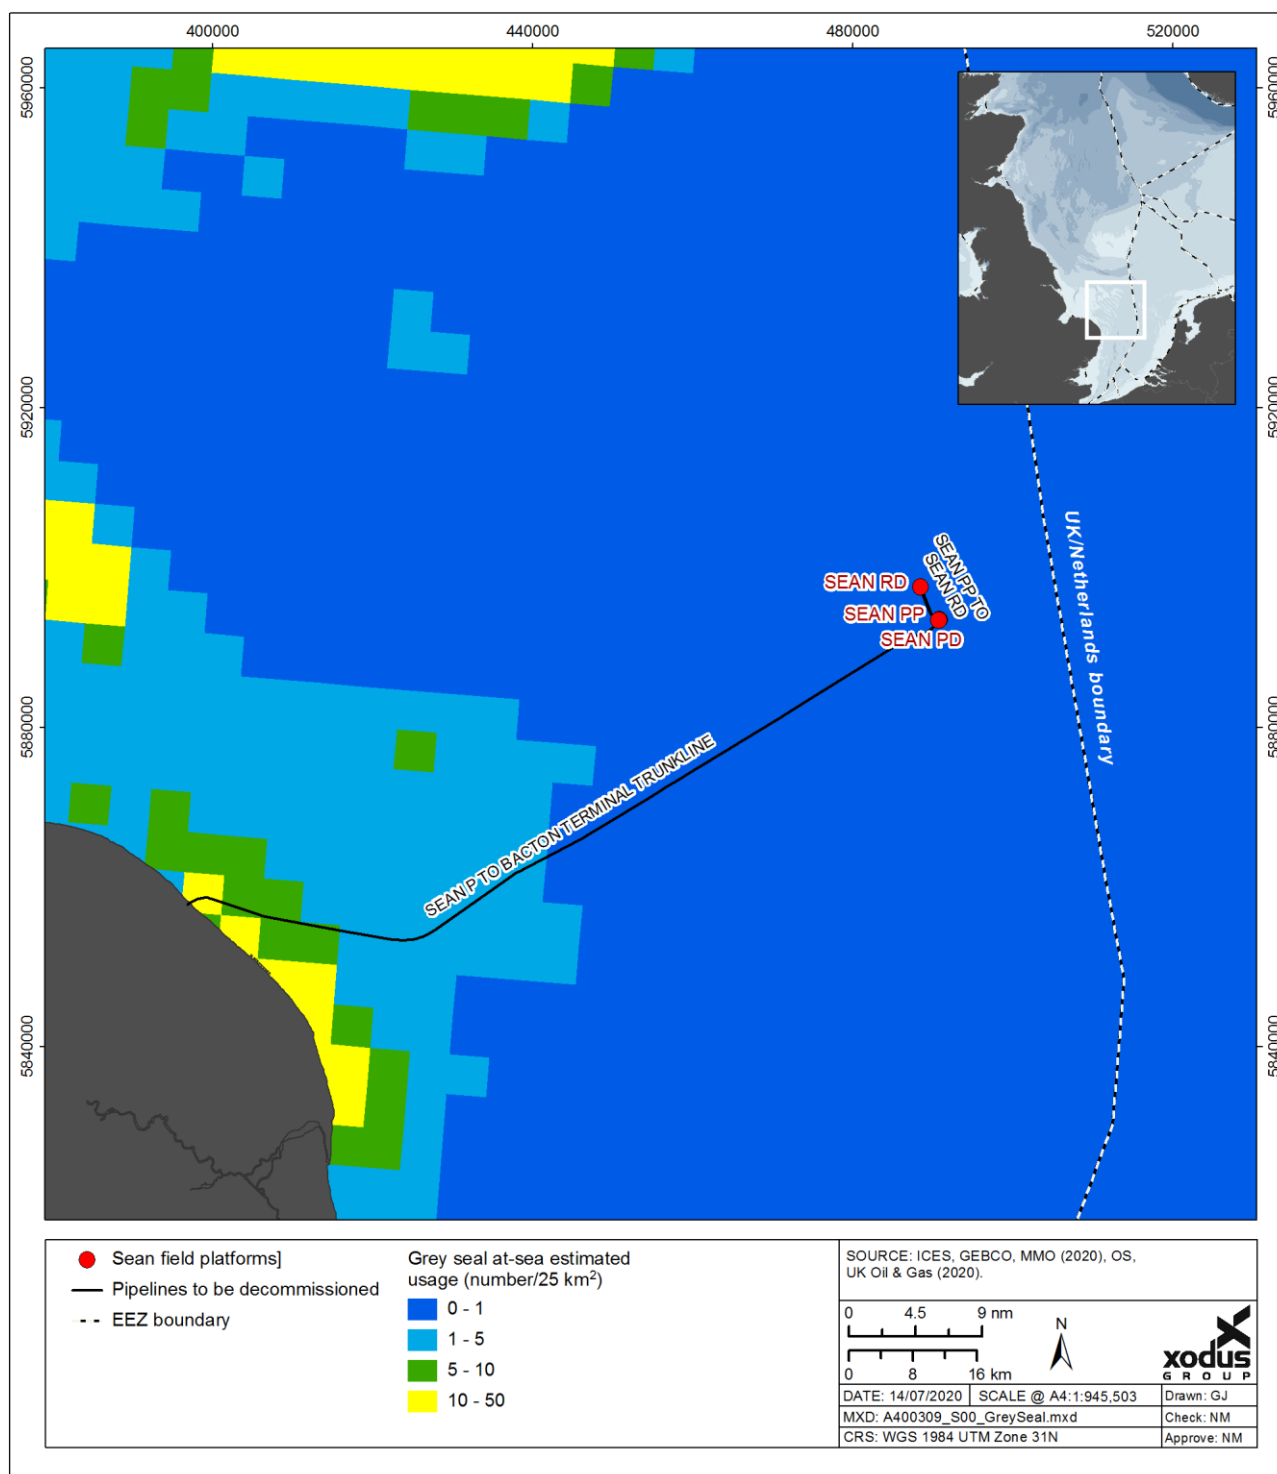 400000
440000
480000
520000
5960000
5960000
5920000
5920000
5880000
5880000
5840000
5840000
SEAN PP TO
SEAN RD
SEAN RD
SEAN PP
SEAN PD
UK/Netherlands boundary
SEAN P TO BACTON TERMINAL TRUNKLINE
Sean field platforms]
Pipelines to be decommissioned
EEZ boundary
Grey seal at-sea estimated
usage (number/25 km²)
0 - 1
1 - 5
5 - 10
10 - 50
SOURCE: ICES, GEBCO, MMO (2020), OS,
UK Oil & Gas (2020).
0 4.5 9 nm
0 8 16 km
N
xodus
GROUP
DATE: 14/07/2020
SCALE @ A4:1:945,503
Drawn: GJ
MXD: A400309_S00_GreySeal.mxd
Check: NM
CRS: WGS 1984 UTM Zone 31N
Approve: NM